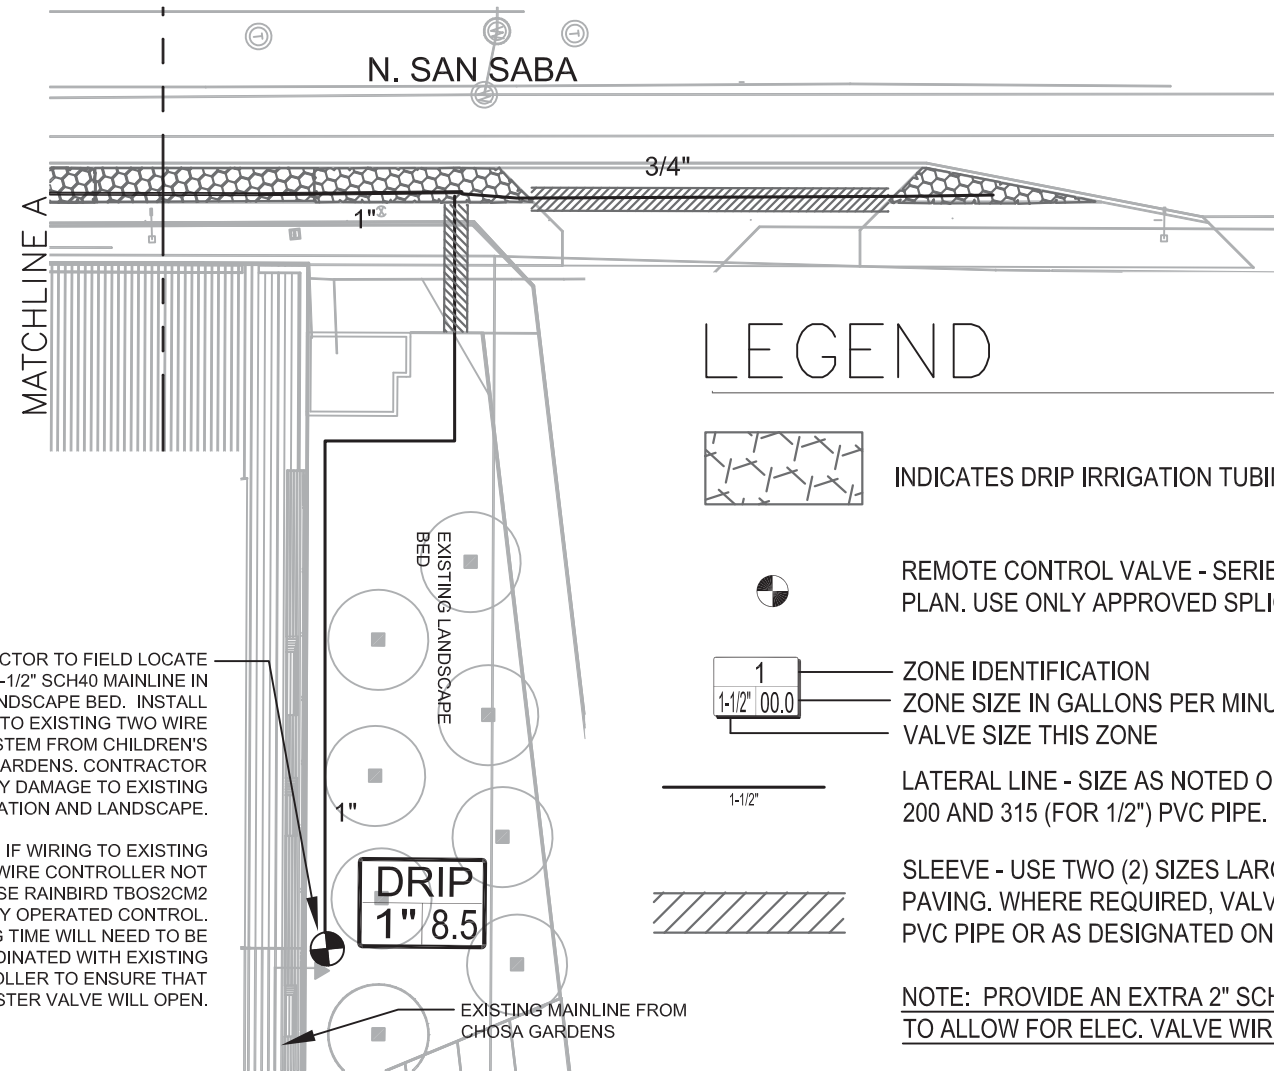 N. SAN SABA
3/4"
1"
MATCHLINE A
LEGEND
INDICATES DRIP IRRIGATION TUBI
REMOTE CONTROL VALVE - SERIE
PLAN. USE ONLY APPROVED SPLI
1
1-1/2" 00.0
ZONE IDENTIFICATION
ZONE SIZE IN GALLONS PER MINU
VALVE SIZE THIS ZONE
1-1/2"
LATERAL LINE - SIZE AS NOTED O
200 AND 315 (FOR 1/2") PVC PIPE.
SLEEVE - USE TWO (2) SIZES LARG
PAVING. WHERE REQUIRED, VALV
PVC PIPE OR AS DESIGNATED ON
NOTE: PROVIDE AN EXTRA 2" SCH
TO ALLOW FOR ELEC. VALVE WIR
EXISTING LANDSCAPE
BED
CTOR TO FIELD LOCATE
-1/2" SCH40 MAINLINE IN
NDSCAPE BED. INSTALL
TO EXISTING TWO WIRE
STEM FROM CHILDREN'S
ARDENS. CONTRACTOR
Y DAMAGE TO EXISTING
ATION AND LANDSCAPE.
IF WIRING TO EXISTING
WIRE CONTROLLER NOT
SE RAINBIRD TBOS2CM2
Y OPERATED CONTROL.
G TIME WILL NEED TO BE
DINATED WITH EXISTING
OLLER TO ENSURE THAT
STER VALVE WILL OPEN.
1"
DRIP
1" 8.5
EXISTING MAINLINE FROM
CHOSA GARDENS
T
W
T
W